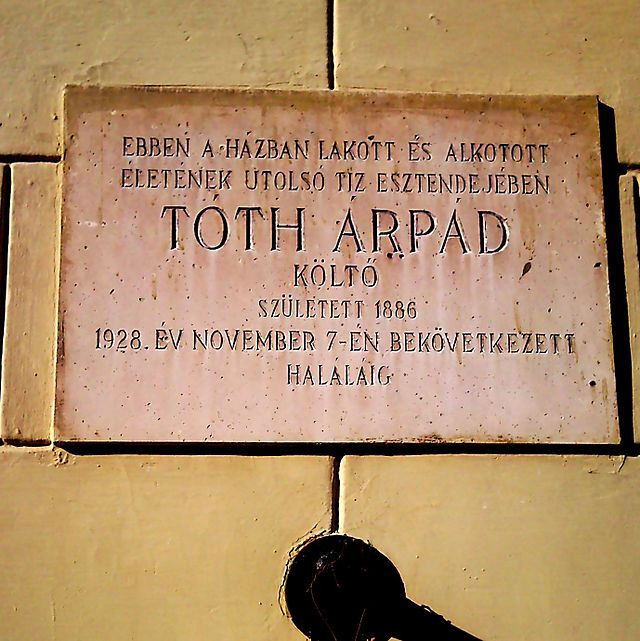 EBBEN A HÁZBAN LAKOTT ÉS ALKOTOTT
ÉLETÉNEK UTOLSÓ TÍZ ESZTENDEJÉBEN
TÓTH ÁRPÁD
KÖLTŐ
SZÜLETETT 1886
1928. ÉV NOVEMBER 7-ÉN BEKÖVETKEZETT
HALÁLÁIG